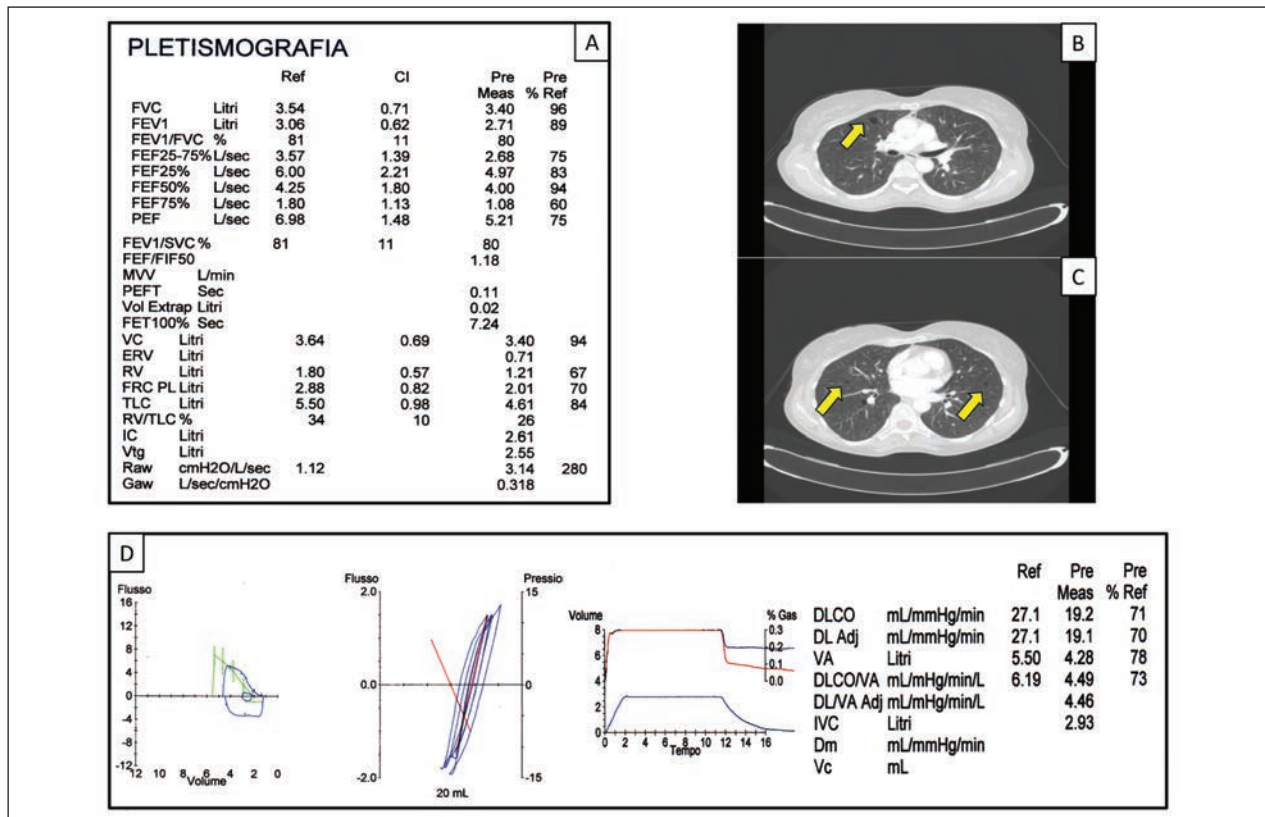 PLETISMOGRAFIA
A
Ref CI Pre Meas Pre % Ref
FVC Litri 3.54 0.71 3.40 96
FEV1 Litri 3.06 0.62 2.71 89
FEV1/FVC % 81 11 80
FEF25-75% L/sec 3.57 1.39 2.68 75
FEF25% L/sec 6.00 2.21 4.97 83
FEF50% L/sec 4.25 1.80 4.00 94
FEF75% L/sec 1.80 1.13 1.08 60
PEF L/sec 6.98 1.48 5.21 75
FEV1/SVC % 81 11 80
FEF/FIF50 1.18
MVV L/min
PEFT Sec 0.11
Vol Extrap Litri 0.02
FET100% Sec 7.24
VC Litri 3.64 0.69 3.40 94
ERV Litri 0.71
RV Litri 1.80 0.57 1.21 67
FRC PL Litri 2.88 0.82 2.01 70
TLC Litri 5.50 0.98 4.61 84
RV/TLC % 34 10 26
IC Litri 2.61
Vtg Litri 2.55
Raw cmH2O/L/sec 1.12 3.14 280
Gaw L/sec/cmH2O 0.318
B
C
D
Flusso
16
12
8
4
0
-4
-8
-12
12 10 8 6 4 2 0
Volume
Flusso Pressio
2.0 15
0.0 0
-2.0 -15
20 mL
Volume % Gas
8 0.3
6 0.2
0.1
4 0.0
2
0
0 2 4 6 8 10 12 14 16
Tempo
Ref Pre Meas Pre % Ref
DLCO mL/mmHg/min 27.1 19.2 71
DL Adj mL/mmHg/min 27.1 19.1 70
VA Litri 5.50 4.28 78
DLCO/VA mL/mHg/min/L 6.19 4.49 73
DL/VA Adj mL/mHg/min/L 4.46
IVC Litri 2.93
Dm mL/mmHg/min
Vc mL